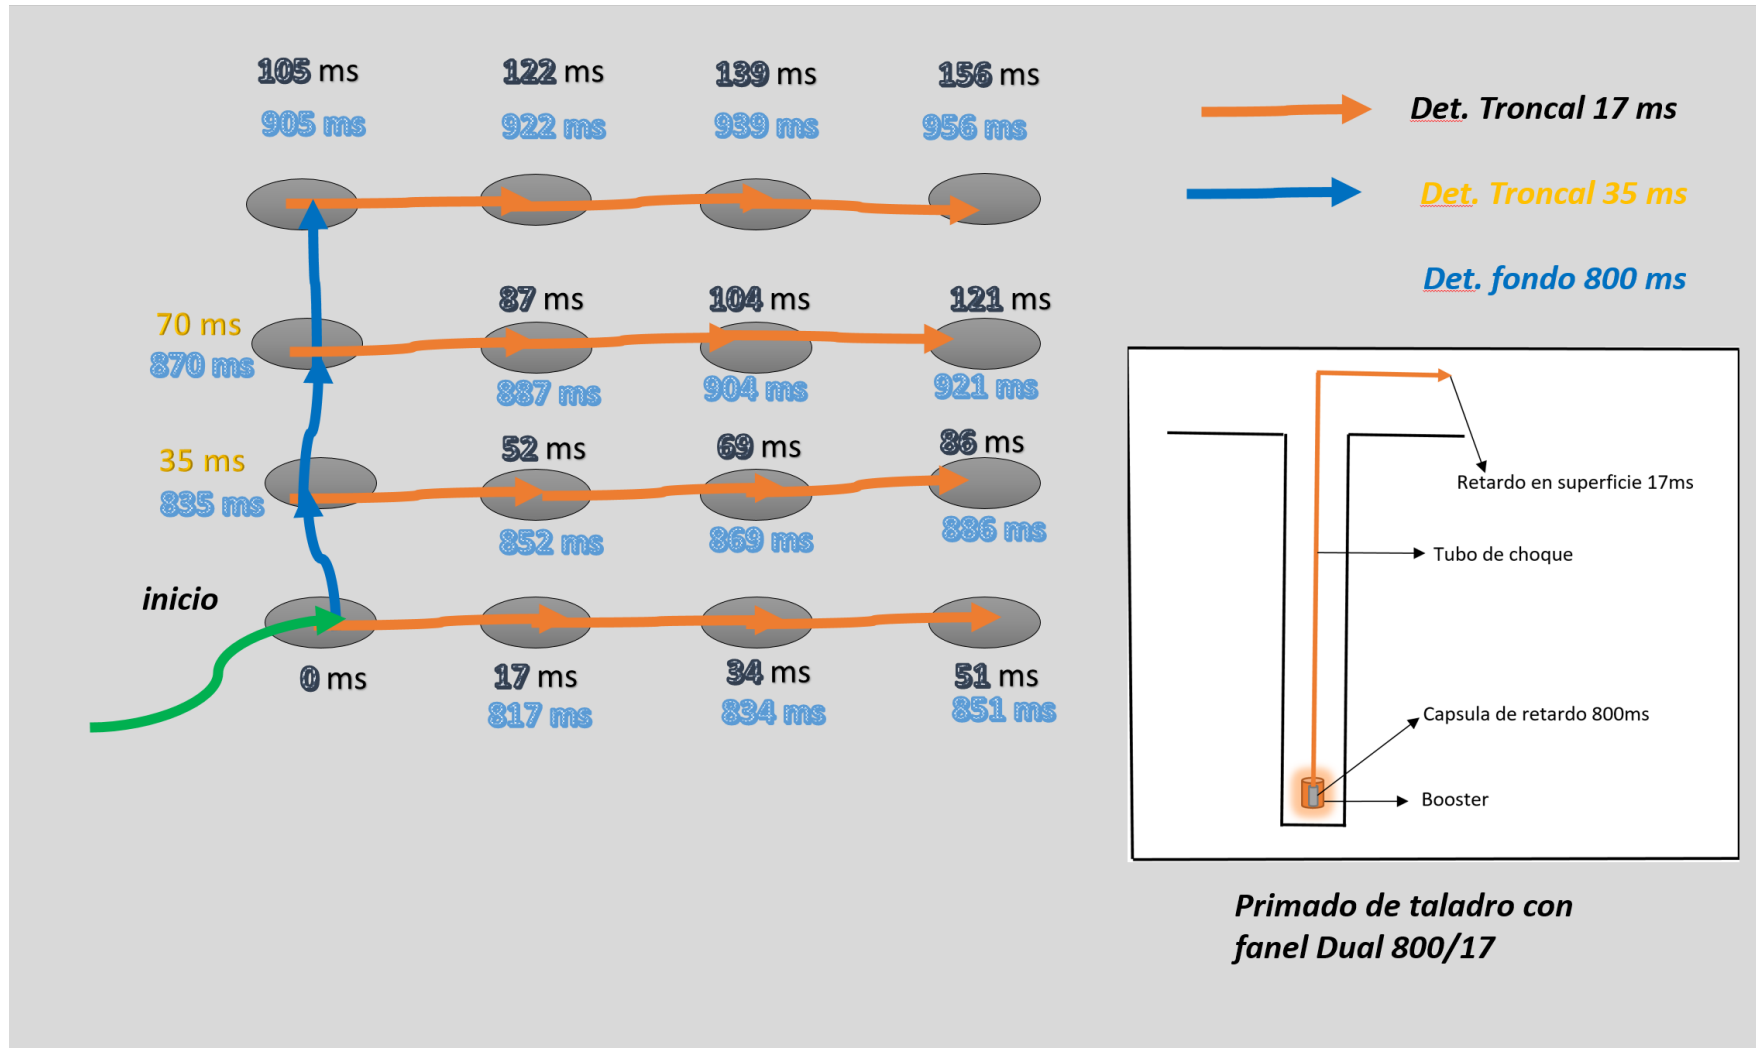 105 ms 122 ms 139 ms 156 ms
905 ms 922 ms 939 ms 956 ms
87 ms 104 ms 121 ms
70 ms
870 ms 887 ms 904 ms 921 ms
52 ms 69 ms 86 ms
35 ms
835 ms 852 ms 869 ms 886 ms
inicio
0 ms 17 ms 34 ms 51 ms
817 ms 834 ms 851 ms
Det. Troncal 17 ms
Det. Troncal 35 ms
Det. fondo 800 ms
Retardo en superficie 17ms
Tubo de choque
Capsula de retardo 800ms
Booster
Primado de taladro con
fanel Dual 800/17